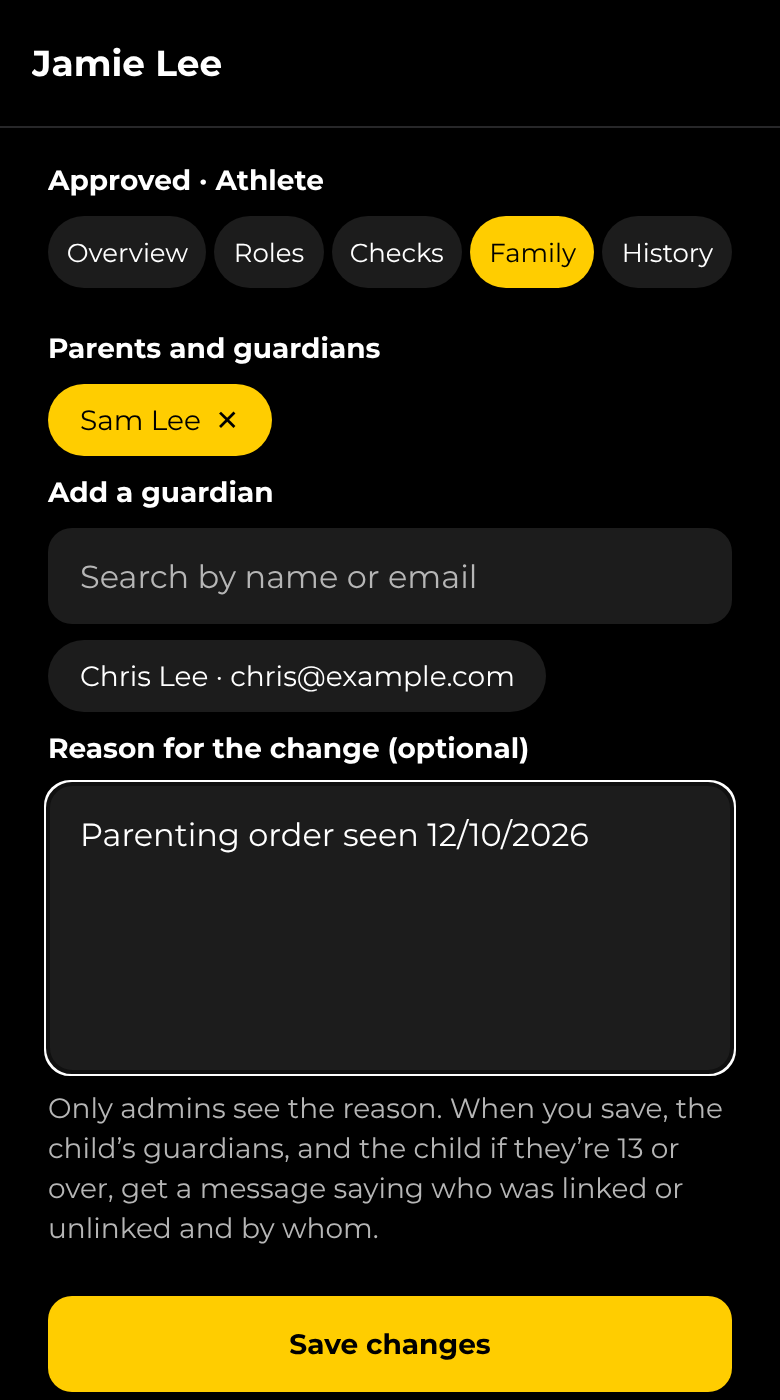 Jamie Lee
Approved · Athlete
Overview
Roles
Checks
Family
History
Parents and guardians
Sam Lee ✕
Add a guardian
Search by name or email
Chris Lee · chris@example.com
Reason for the change (optional)
Parenting order seen 12/10/2026
Only admins see the reason. When you save, the
child’s guardians, and the child if they’re 13 or
over, get a message saying who was linked or
unlinked and by whom.
Save changes